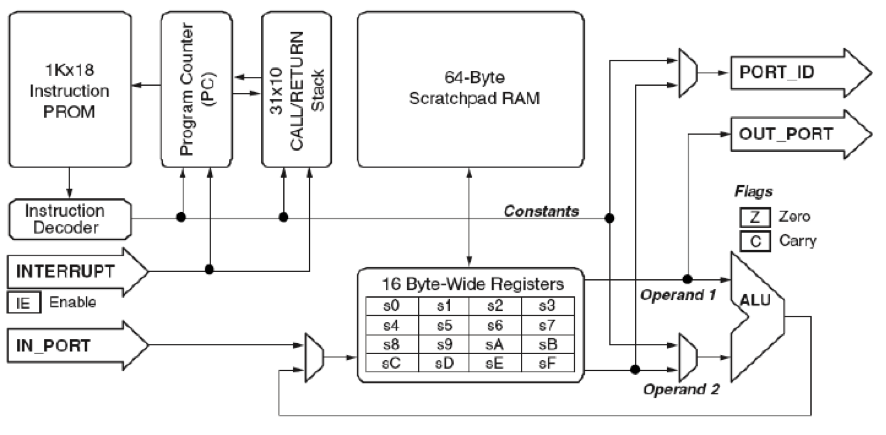 1Kx18
Instruction
PROM
Program Counter
(PC)
31x10
CALL/RETURN
Stack
64-Byte
Scratchpad RAM
PORT_ID
OUT_PORT
Instruction
Decoder
Constants
Flags
Z Zero
C Carry
INTERRUPT
IE Enable
16 Byte-Wide Registers
s0 s1 s2 s3
s4 s5 s6 s7
s8 s9 sA sB
sC sD sE sF
Operand 1
ALU
IN_PORT
Operand 2